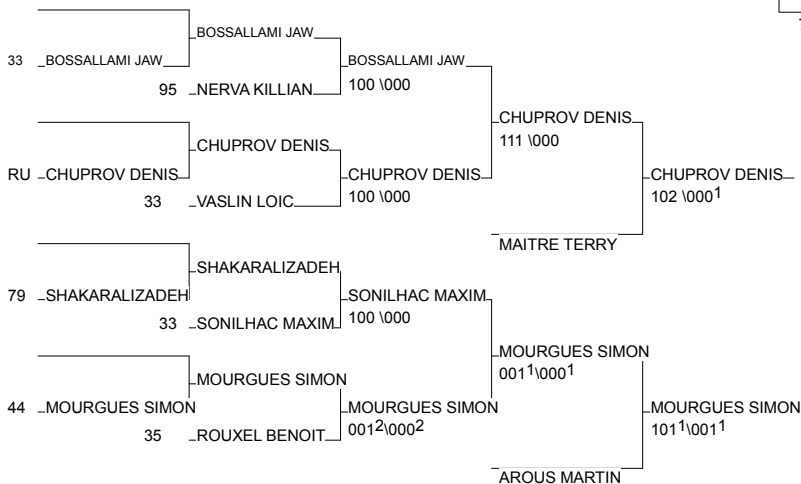 BOSSALLAMI JAW
33 BOSSALLAMI JAW
BOSSALLAMI JAW
95 NERVA KILLIAN
100 \000
CHUPROV DENIS
111 \000
CHUPROV DENIS
RU CHUPROV DENIS
CHUPROV DENIS
CHUPROV DENIS
33 VASLIN LOIC
100 \000
102 \000¹
MAITRE TERRY
SHAKARALIZADEH
79 SHAKARALIZADEH
SONILHAC MAXIM
33 SONILHAC MAXIM
100 \000
MOURGUES SIMON
001¹\000¹
MOURGUES SIMON
44 MOURGUES SIMON
MOURGUES SIMON
MOURGUES SIMON
35 ROUXEL BENOIT
001²\000²
101¹\001¹
AROUS MARTIN